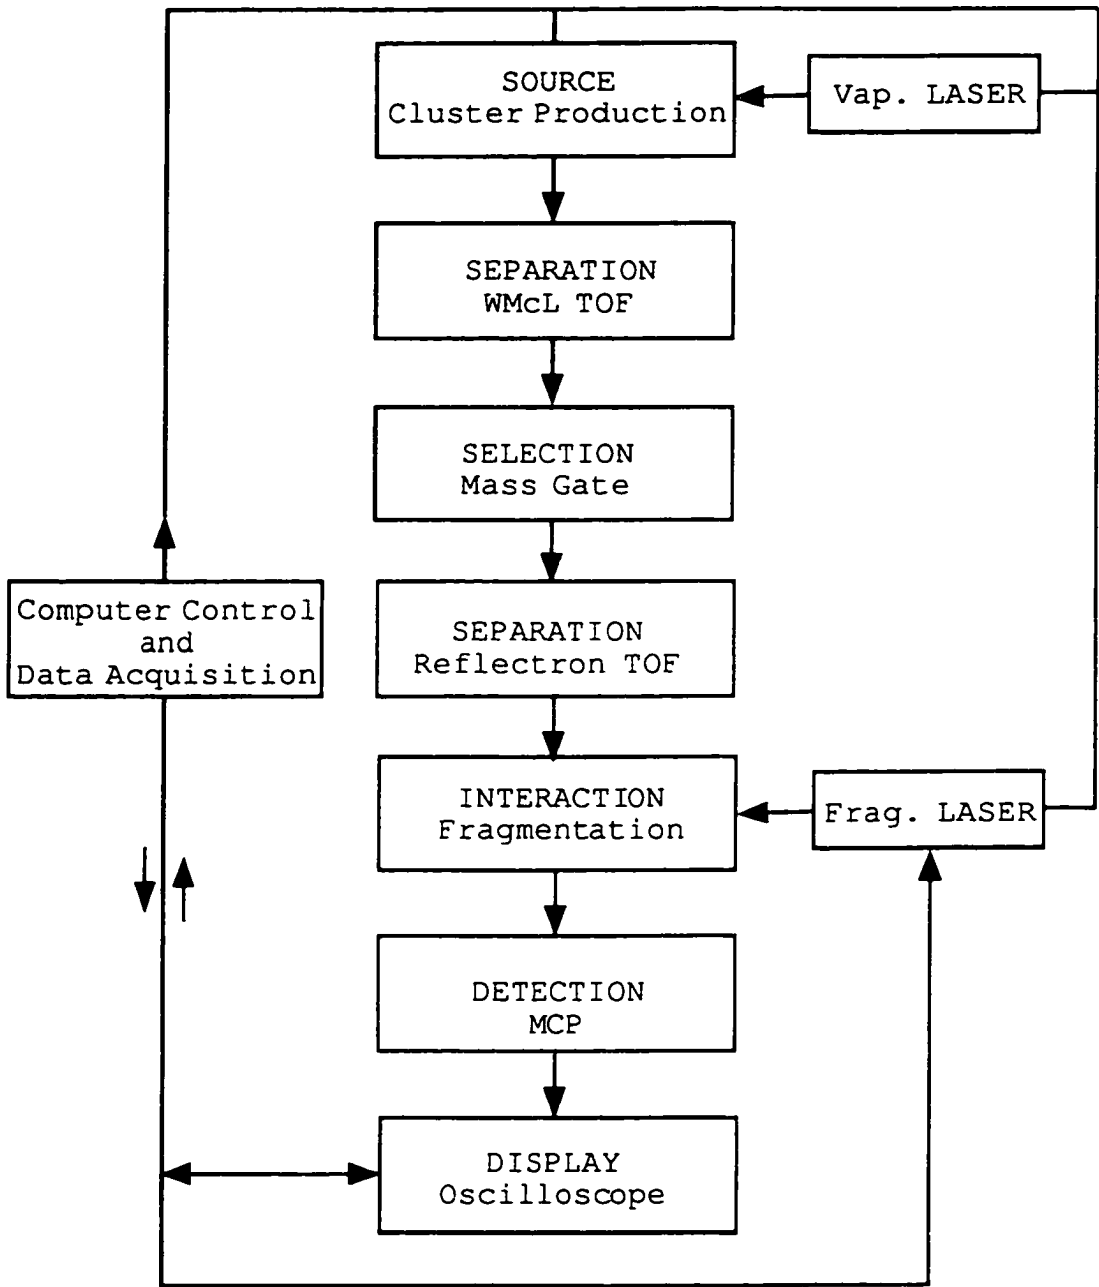 SOURCE
Cluster Production
Vap. LASER
SEPARATION
WMcL TOF
SELECTION
Mass Gate
Computer Control
and
Data Acquisition
SEPARATION
Reflectron TOF
INTERACTION
Fragmentation
Frag. LASER
DETECTION
MCP
DISPLAY
Oscilloscope